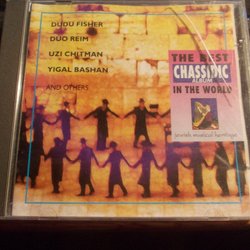 DUDU FISHER
DUO REIM
UZI CHITMAN
YIGAL BASHAN
AND OTHERS
THE BEST
CHASSIDIC
ALBUM
IN THE WORLD
jewish musical heritage